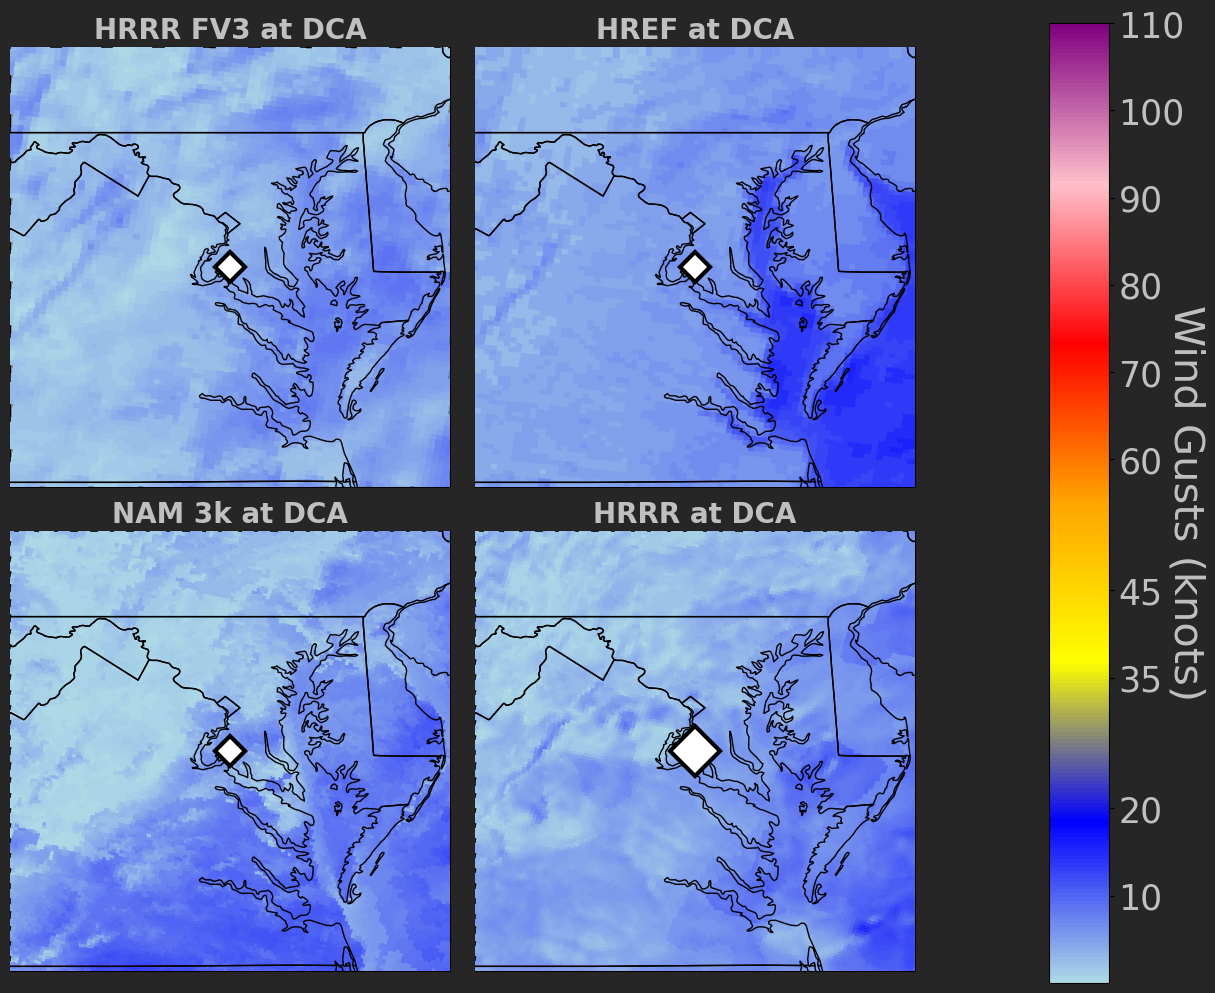 HRRR FV3 at DCA
HREF at DCA
NAM 3k at DCA
HRRR at DCA
110
100
90
80
70
60
45
35
20
10
Wind Gusts (knots)